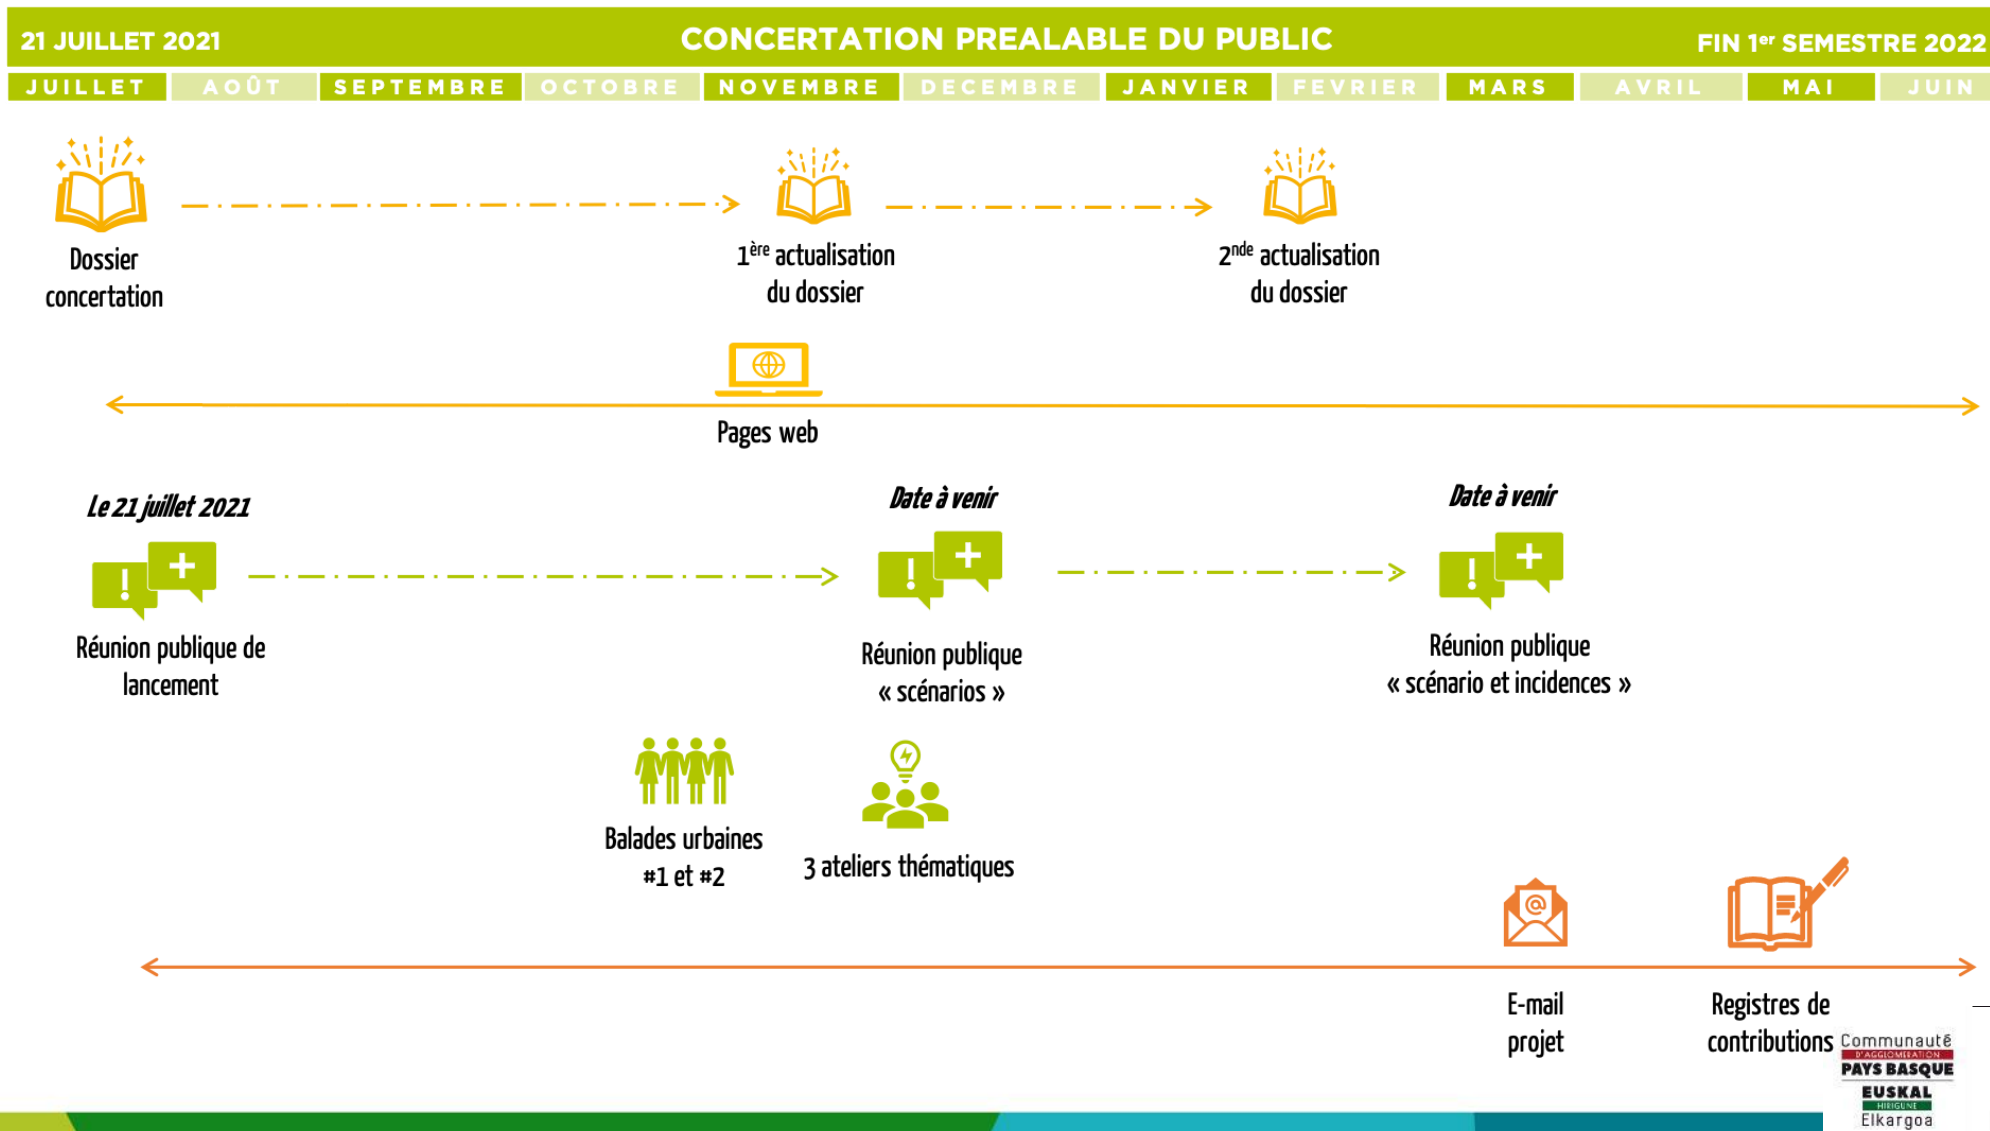 21 JUILLET 2021
CONCERTATION PREALABLE DU PUBLIC
FIN 1er SEMESTRE 2022
JUILLET
AOÛT
SEPTEMBRE
OCTOBRE
NOVEMBRE
DECEMBRE
JANVIER
FEVRIER
MARS
AVRIL
MAI
JUIN
Dossier
concertation
1ère actualisation
du dossier
2nde actualisation
du dossier
Pages web
Le 21 juillet 2021
Date à venir
Date à venir
Réunion publique de
lancement
Réunion publique
« scénarios »
Réunion publique
« scénario et incidences »
Balades urbaines
#1 et #2
3 ateliers thématiques
E-mail
projet
Registres de
contributions
Communauté
D'AGGLOMERATION
PAYS BASQUE
EUSKAL
HIRIGUNE
Elkargoa